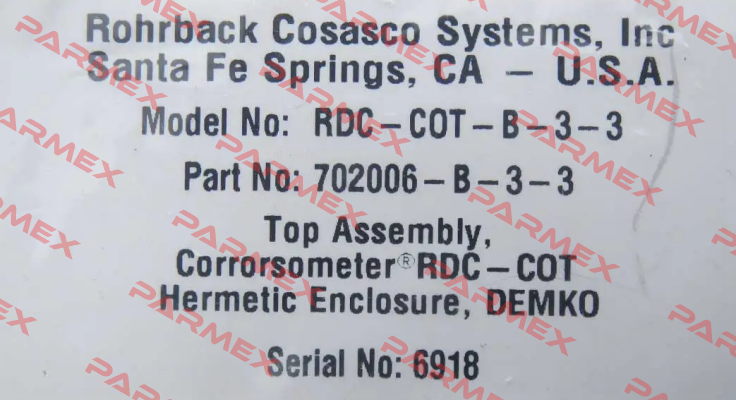 Rohrback Cosasco Systems, Inc
Santa Fe Springs, CA – U.S.A.
Model No: RDC–COT–B–3–3
Part No: 702006–B–3–3
Top Assembly,
Corrorsometer® RDC–COT
Hermetic Enclosure, DEMKO
Serial No: 6918
PARMEX